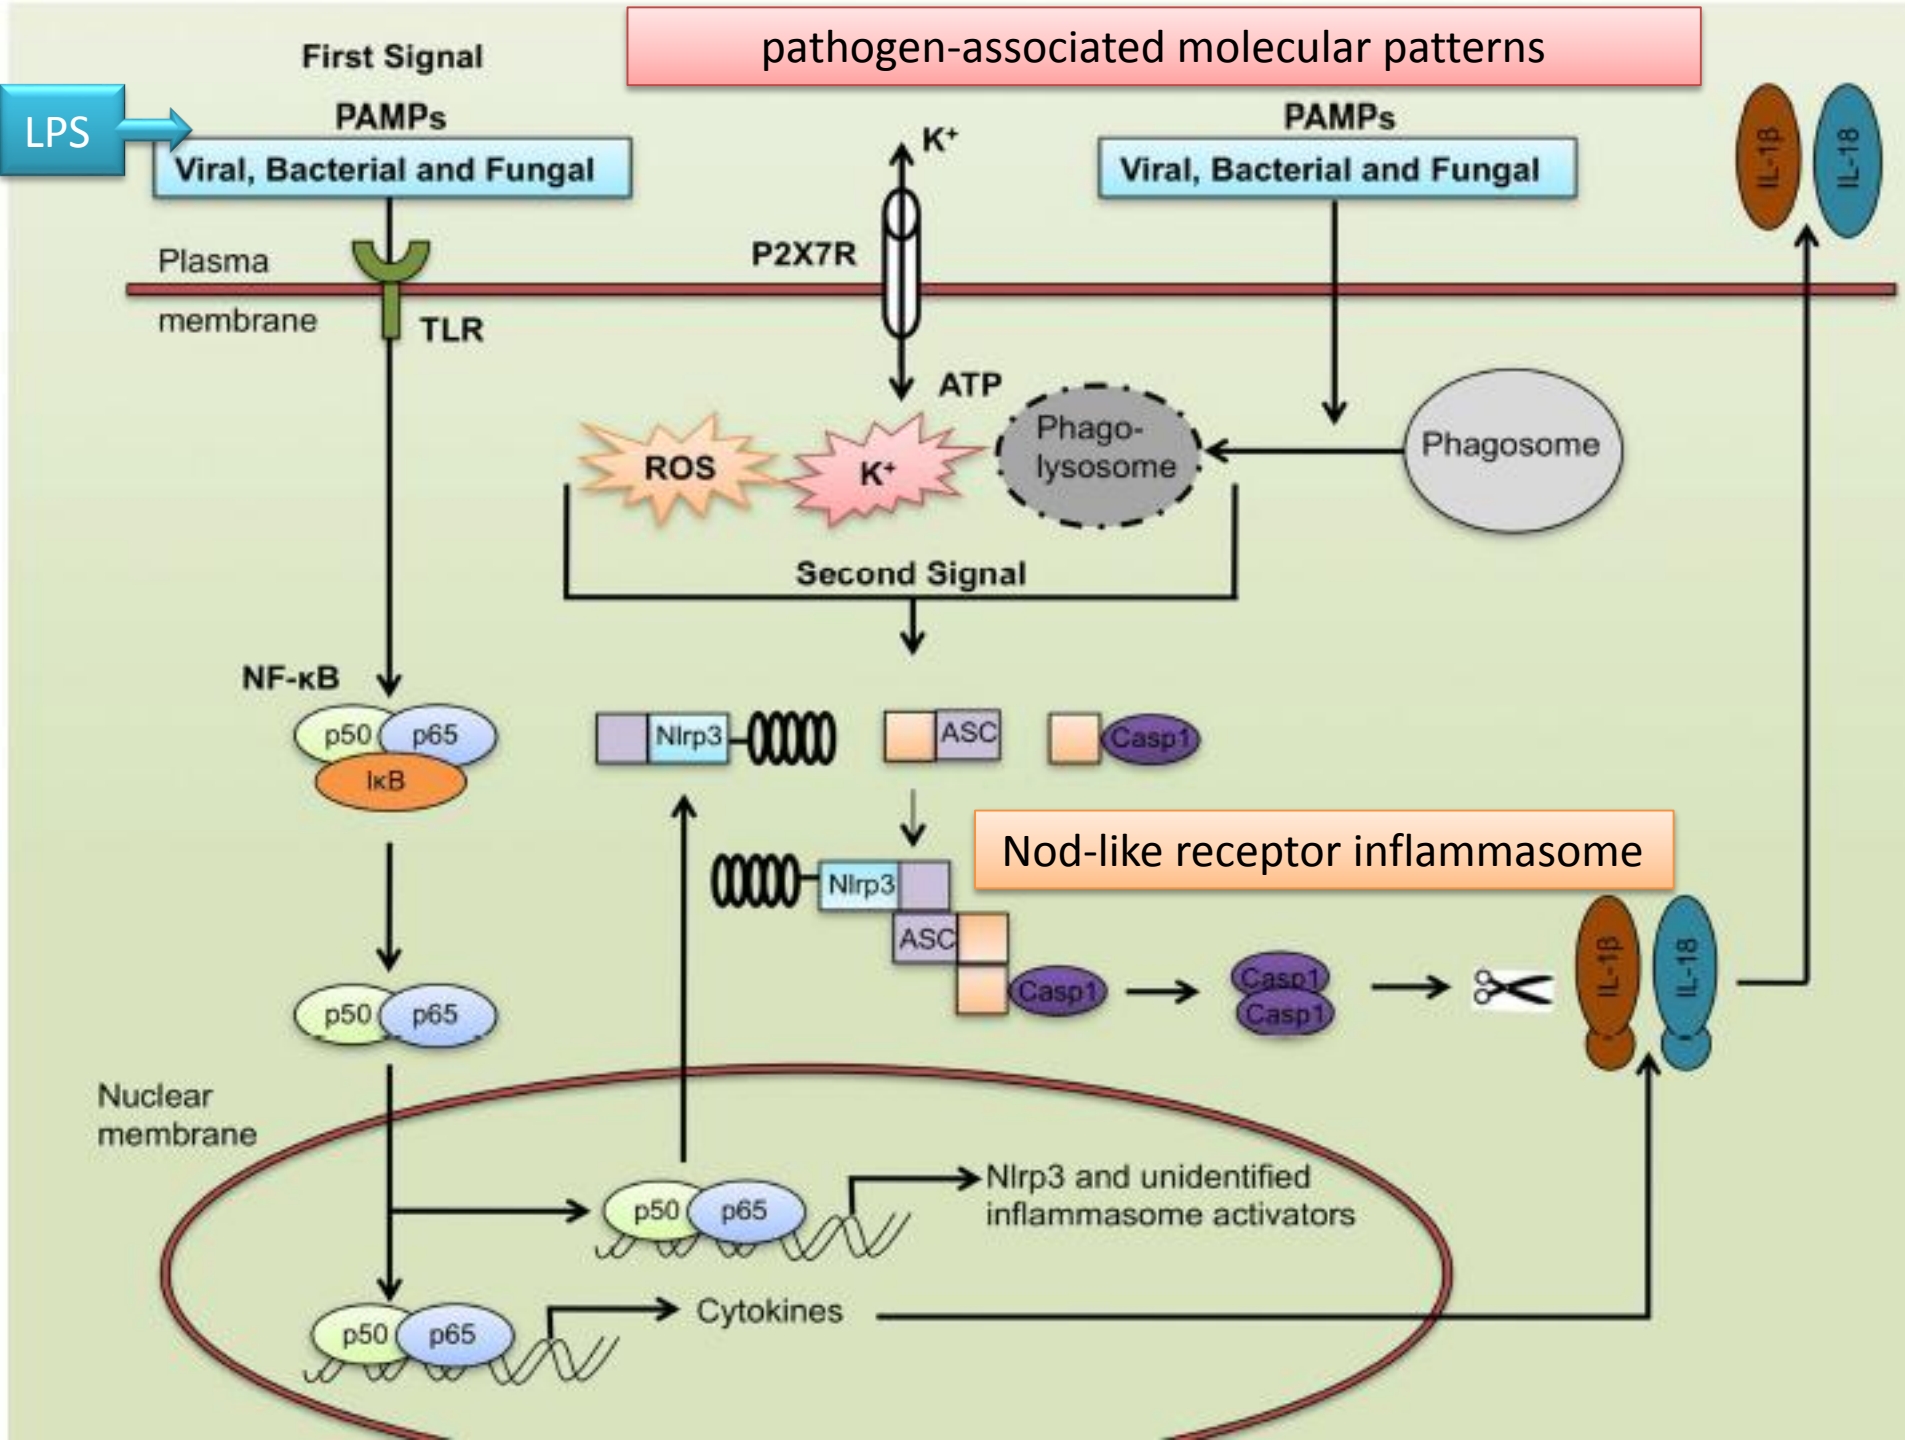 pathogen-associated molecular patterns
First Signal
LPS
PAMPs
Viral, Bacterial and Fungal
K⁺
PAMPs
Viral, Bacterial and Fungal
IL-1β
IL-18
P2X7R
Plasma
membrane
TLR
ATP
ROS
K⁺
Phago-
lysosome
Phagosome
Second Signal
NF-κB
p50
p65
IκB
Nlrp3
ASC
Casp1
Nod-like receptor inflammasome
Nlrp3
ASC
Casp1
Casp1
Casp1
IL-1β
IL-18
p50
p65
Nuclear
membrane
p50
p65
Nlrp3 and unidentified
inflammasome activators
p50
p65
Cytokines